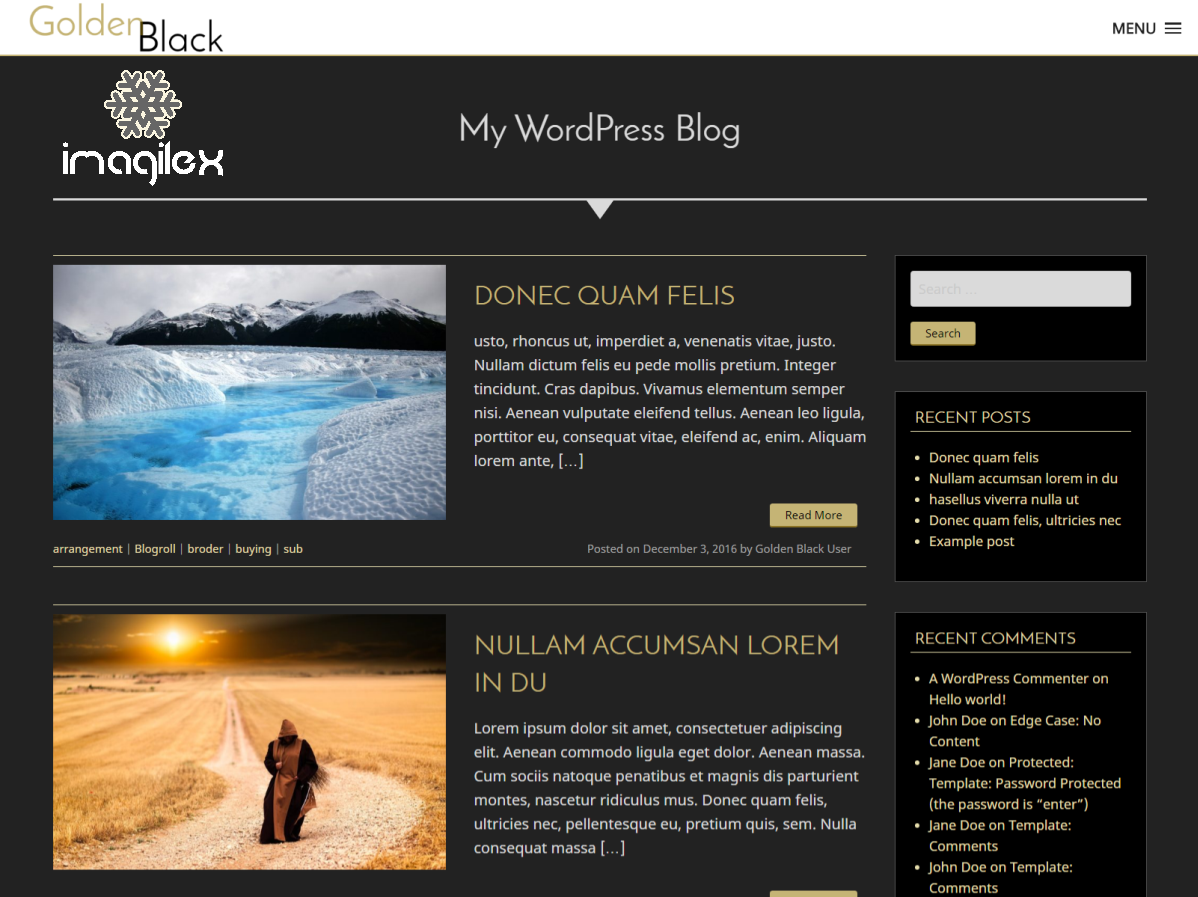 Golden
Black
MENU
imagilex
My WordPress Blog
DONEC QUAM FELIS
usto, rhoncus ut, imperdiet a, venenatis vitae, justo.
Nullam dictum felis eu pede mollis pretium. Integer
tincidunt. Cras dapibus. Vivamus elementum semper
nisi. Aenean vulputate eleifend tellus. Aenean leo ligula,
porttitor eu, consequat vitae, eleifend ac, enim. Aliquam
lorem ante, […]
Read More
arrangement | Blogroll | broder | buying | sub
Posted on December 3, 2016 by Golden Black User
NULLAM ACCUMSAN LOREM
IN DU
Lorem ipsum dolor sit amet, consectetuer adipiscing
elit. Aenean commodo ligula eget dolor. Aenean massa.
Cum sociis natoque penatibus et magnis dis parturient
montes, nascetur ridiculus mus. Donec quam felis,
ultricies nec, pellentesque eu, pretium quis, sem. Nulla
consequat massa […]
Search …
Search
RECENT POSTS
Donec quam felis
Nullam accumsan lorem in du
hasellus viverra nulla ut
Donec quam felis, ultricies nec
Example post
RECENT COMMENTS
A WordPress Commenter on
Hello world!
John Doe on Edge Case: No
Content
Jane Doe on Protected:
Template: Password Protected
(the password is “enter”)
Jane Doe on Template:
Comments
John Doe on Template:
Comments